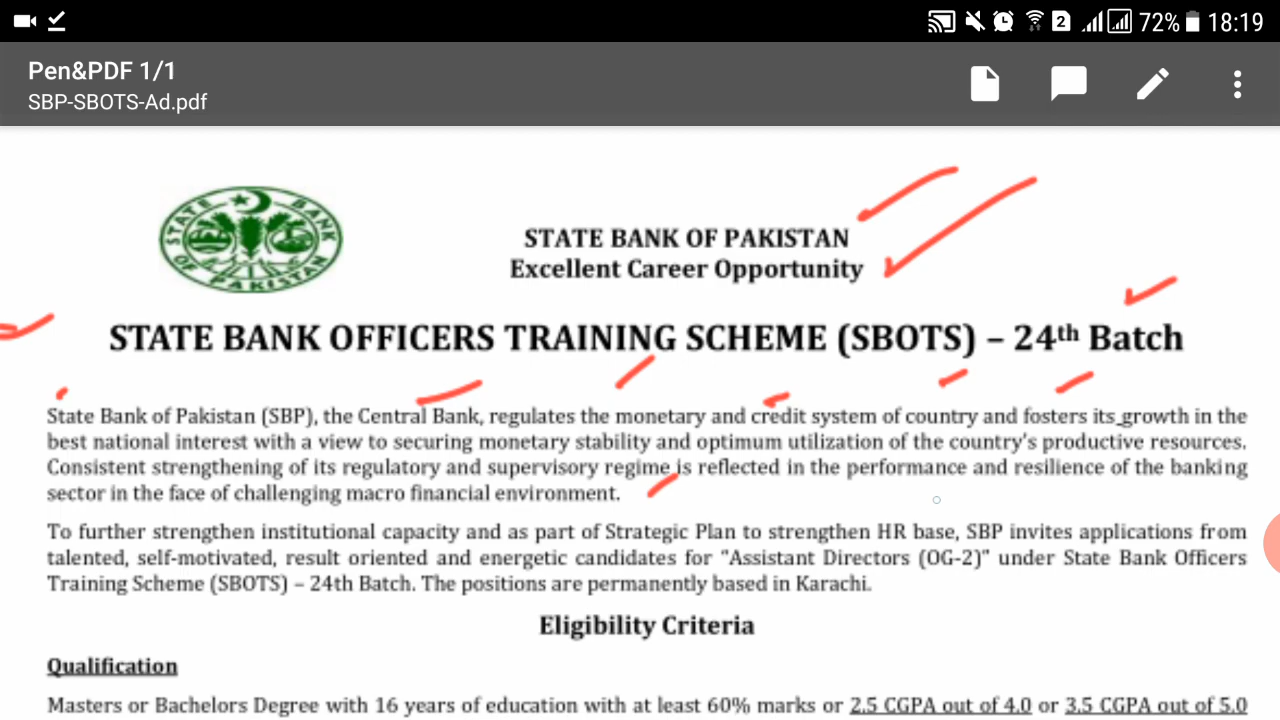 2 72% 18:19
Pen&PDF 1/1
SBP-SBOTS-Ad.pdf
STATE BANK OF PAKISTAN
STATE BANK OF PAKISTAN
Excellent Career Opportunity
STATE BANK OFFICERS TRAINING SCHEME (SBOTS) – 24th Batch
State Bank of Pakistan (SBP), the Central Bank, regulates the monetary and credit system of country and fosters its growth in the
best national interest with a view to securing monetary stability and optimum utilization of the country's productive resources.
Consistent strengthening of its regulatory and supervisory regime is reflected in the performance and resilience of the banking
sector in the face of challenging macro financial environment.
To further strengthen institutional capacity and as part of Strategic Plan to strengthen HR base, SBP invites applications from
talented, self-motivated, result oriented and energetic candidates for "Assistant Directors (OG-2)" under State Bank Officers
Training Scheme (SBOTS) – 24th Batch. The positions are permanently based in Karachi.
Eligibility Criteria
Qualification
Masters or Bachelors Degree with 16 years of education with at least 60% marks or 2.5 CGPA out of 4.0 or 3.5 CGPA out of 5.0